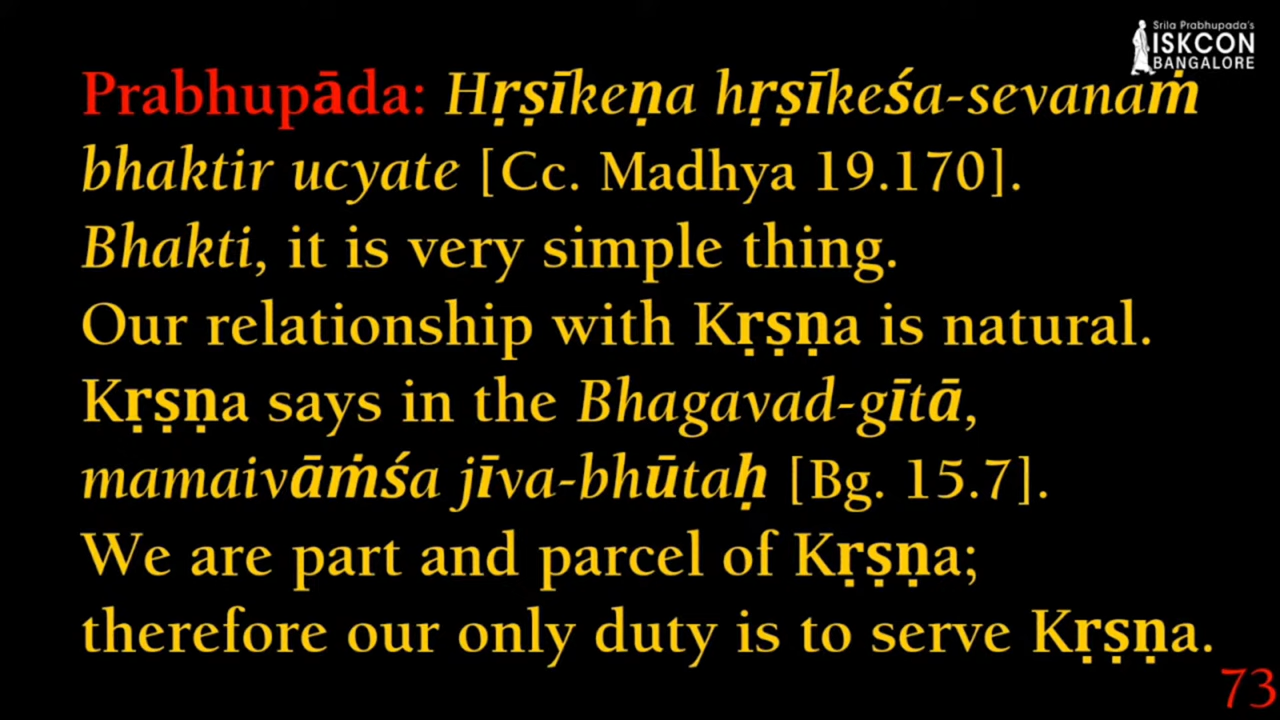 Srila Prabhupada's
ISKCON
BANGALORE
Prabhupāda: Hṛṣīkeṇa hṛṣīkeśa-sevanaṁ
bhaktir ucyate [Cc. Madhya 19.170].
Bhakti, it is very simple thing.
Our relationship with Kṛṣṇa is natural.
Kṛṣṇa says in the Bhagavad-gītā,
mamaivāṁśa jīva-bhūtaḥ [Bg. 15.7].
We are part and parcel of Kṛṣṇa;
therefore our only duty is to serve Kṛṣṇa.
73